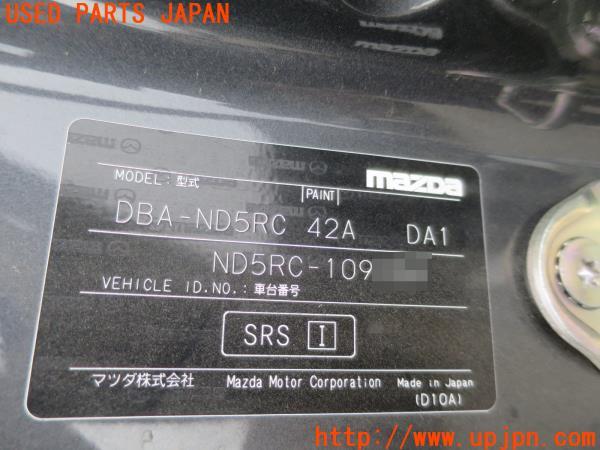 USED PARTS JAPAN
MODEL: 型式
PAINT
mazda
DBA-ND5RC 42A DA1
ND5RC-109
VEHICLE ID.NO.: 車台番号
SRS I
マツダ株式会社 Mazda Motor Corporation Made in Japan
(D10A)
http://www.upjpn.com/